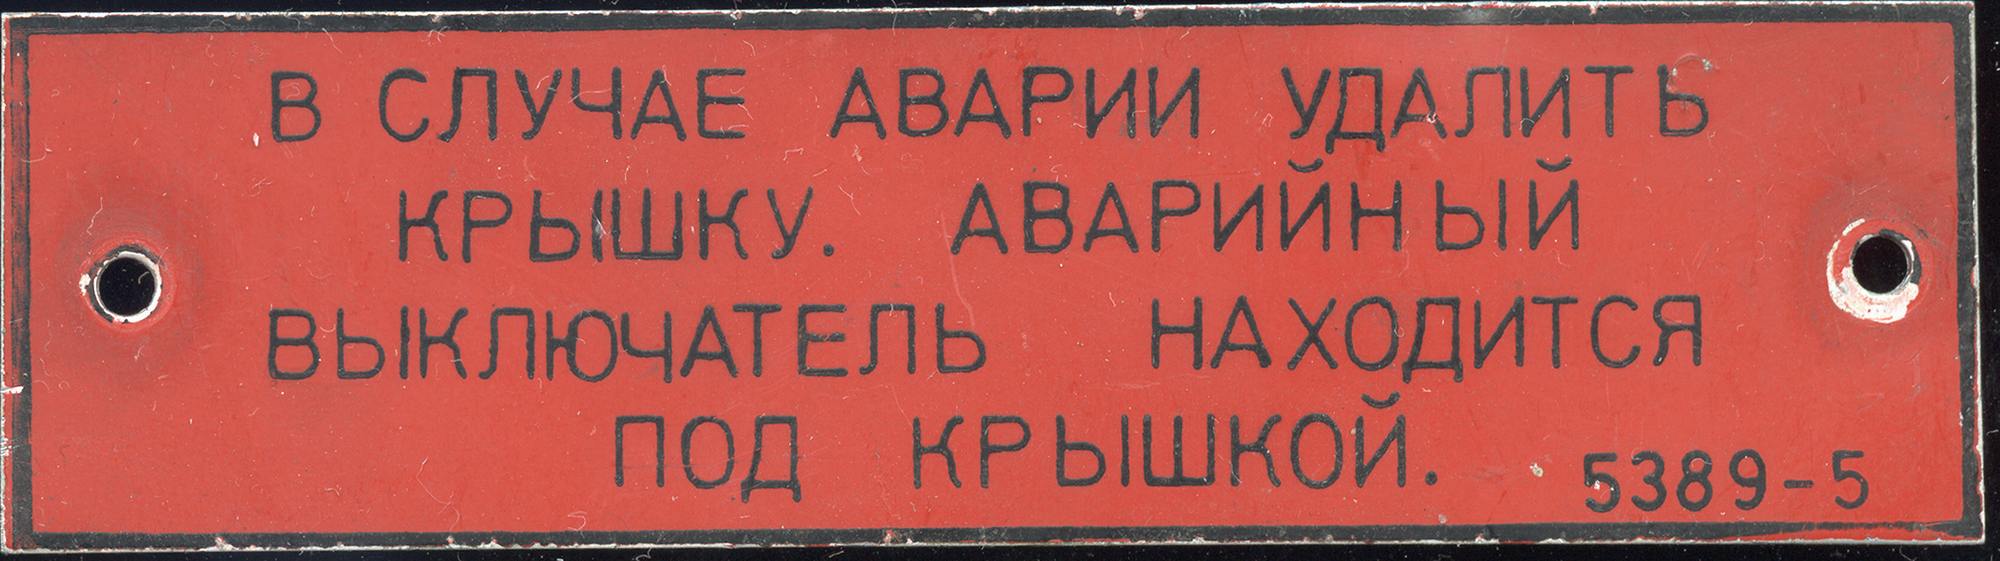 В СЛУЧАЕ АВАРИИ УДАЛИТЬ
КРЫШКУ. АВАРИЙНЫЙ
ВЫКЛЮЧАТЕЛЬ НАХОДИТСЯ
ПОД КРЫШКОЙ.
5389-5